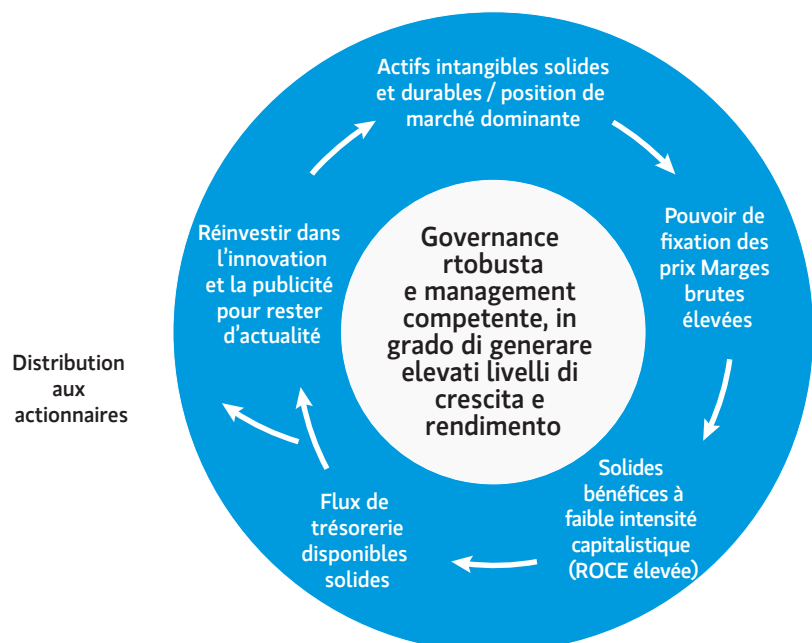 Actifs intangibles solides
et durables / position de
marché dominante
Pouvoir de
fixation des
prix Marges
brutes
élevées
Solides
bénéfices à
faible intensité
capitalistique
(ROCE élevée)
Flux de
trésorerie
disponibles
solides
Réinvestir dans
l'innovation
et la publicité
pour rester
d'actualité
Distribution
aux
actionnaires
Governance
rtobusta
e management
competente, in
grado di generare
elevati livelli di
crescita e
rendimento